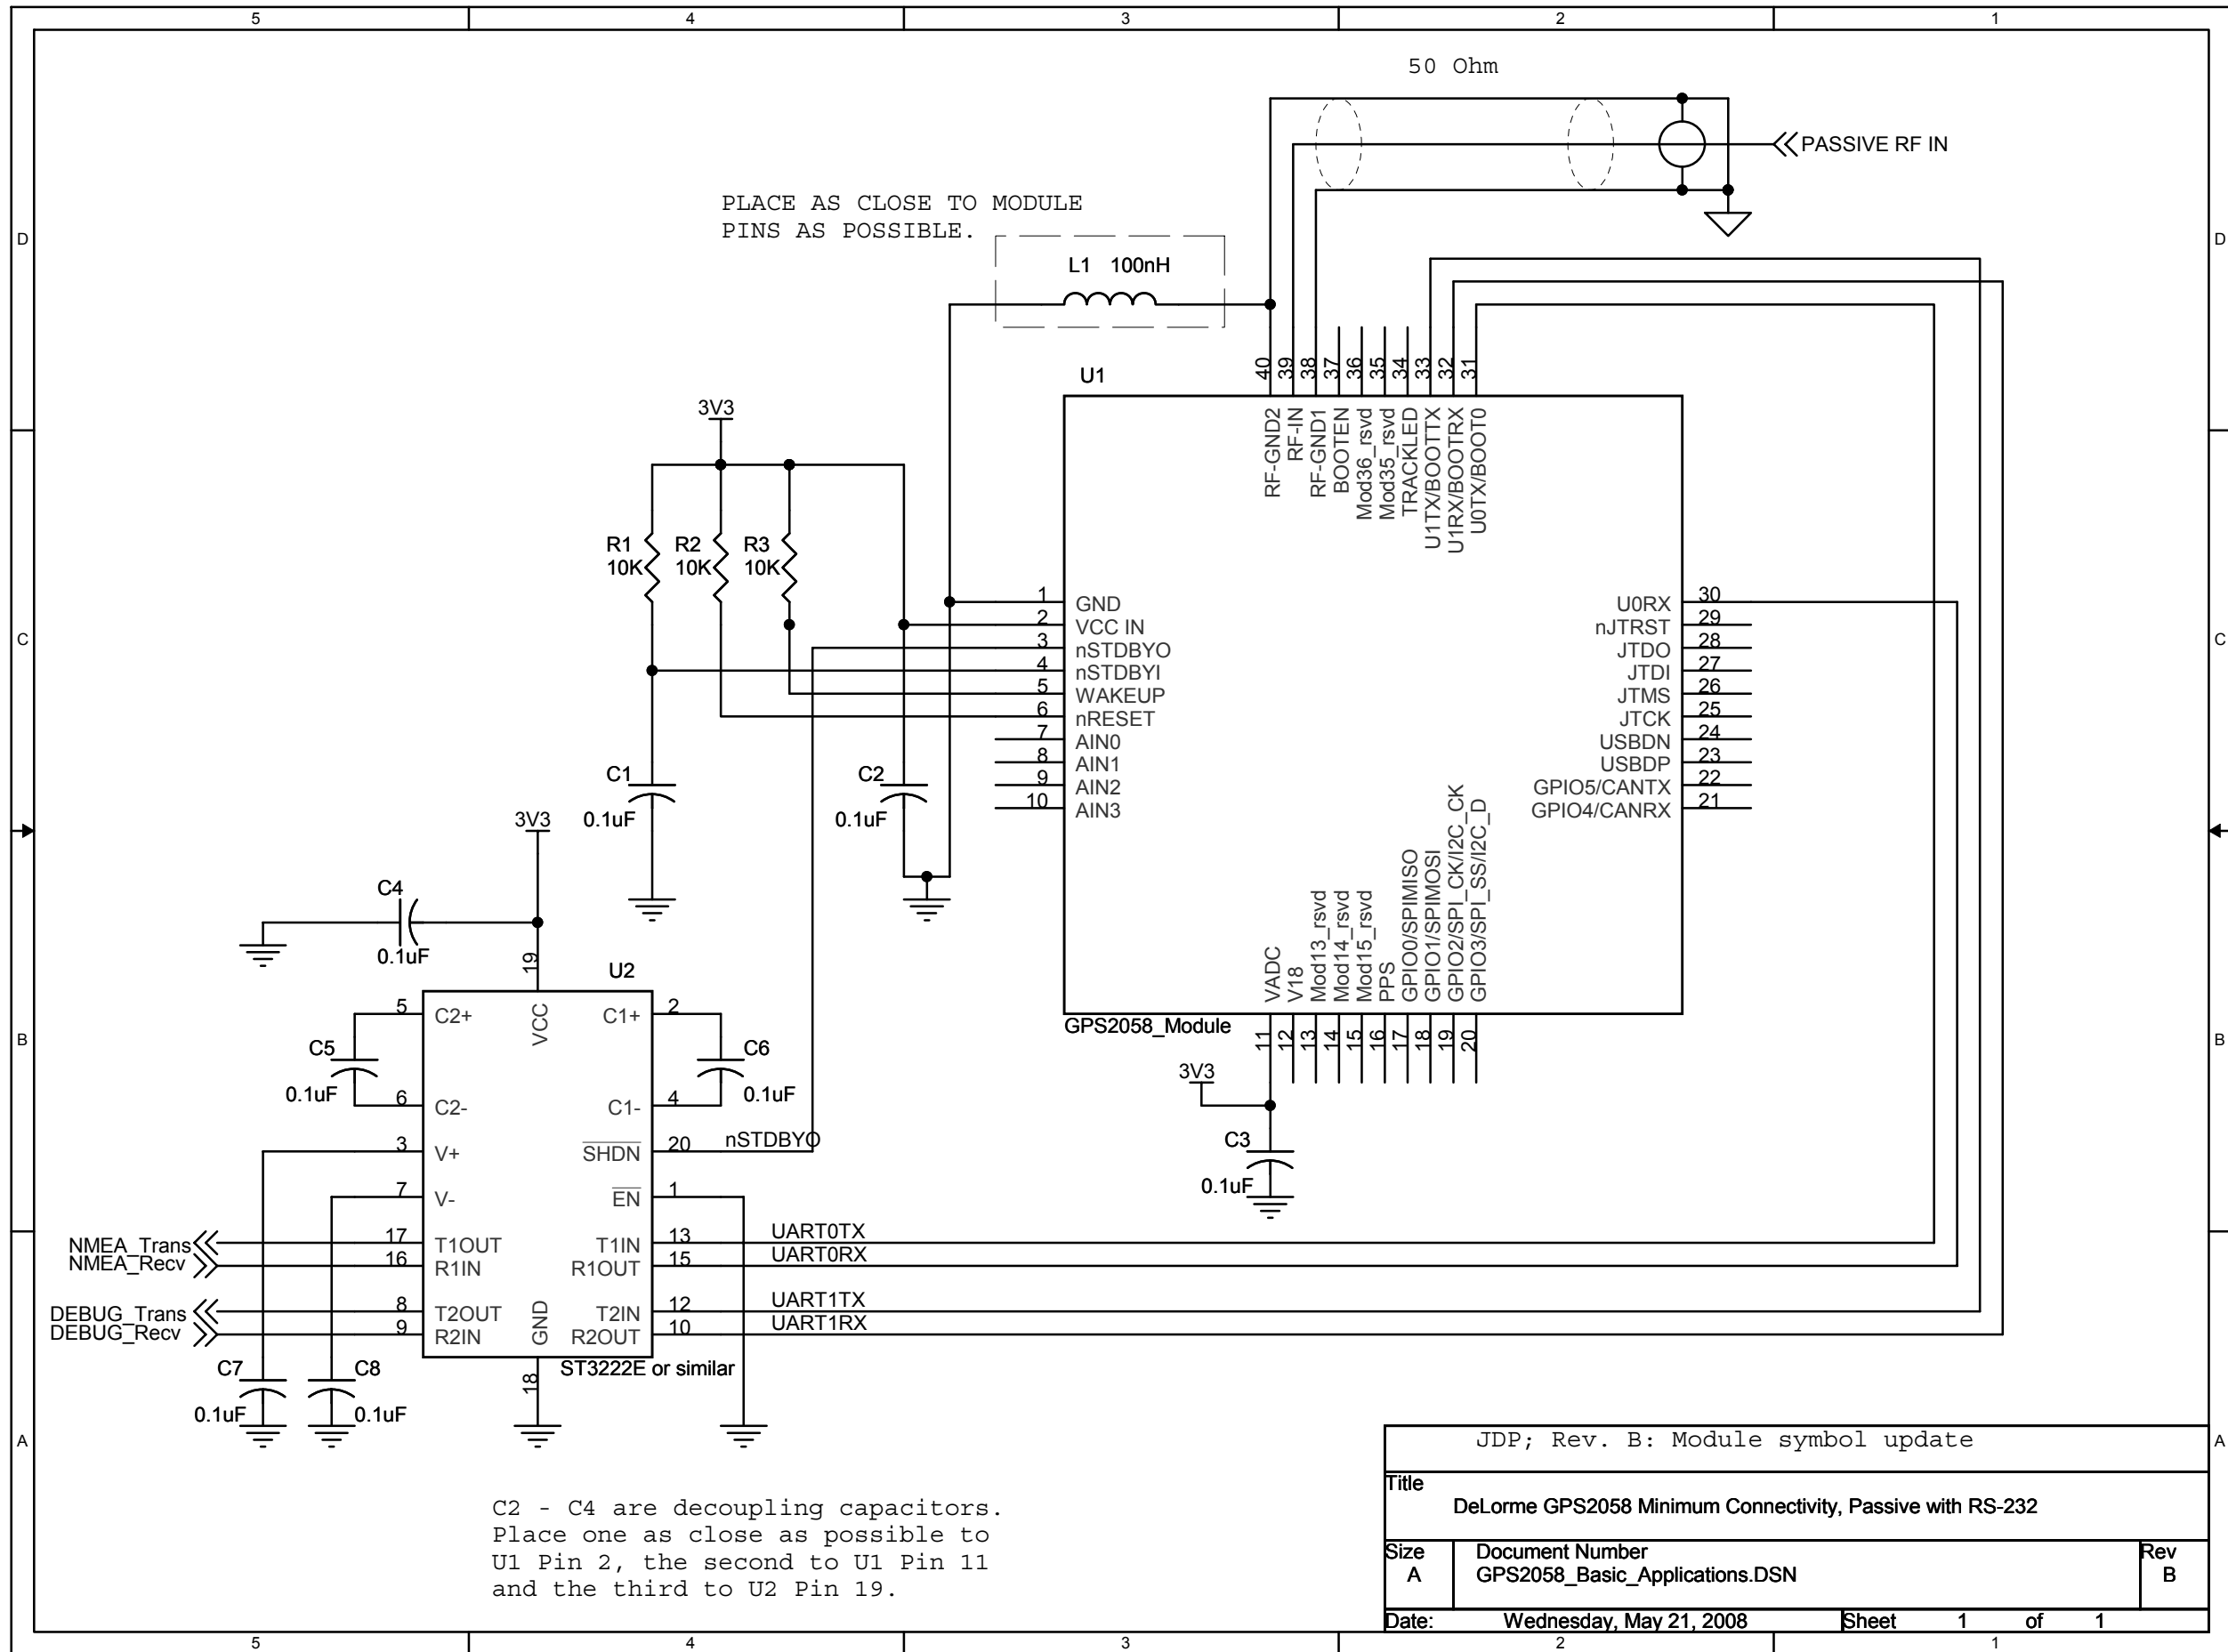 5 4 3 2 1
50 Ohm
PASSIVE RF IN
PLACE AS CLOSE TO MODULE
PINS AS POSSIBLE.
D
D
L1 100nH
U1
40
39
38
37
36
35
34
33
32
31
RF-GND2
RF-IN
RF-GND1
BOOTEN
Mod36_rsvd
Mod35_rsvd
TRACKLED
U1TX/BOOTTX
U1RX/BOOTRX
U0TX/BOOT0
3V3
R1
10K
R2
10K
R3
10K
C
C
1 GND
2 VCC IN
3 nSTDBYO
4 nSTDBYI
5 WAKEUP
6 nRESET
7 AIN0
8 AIN1
9 AIN2
10 AIN3
U0RX 30
nJTRST 29
JTDO 28
JTDI 27
JTMS 26
JTCK 25
USBDN 24
USBDP 23
GPIO5/CANTX 22
GPIO4/CANRX 21
C1
0.1uF
C2
0.1uF
VADC
V18
Mod13_rsvd
Mod14_rsvd
Mod15_rsvd
PPS
GPIO0/SPIMISO
GPIO1/SPIMOSI
GPIO2/SPI_CK/I2C_CK
GPIO3/SPI_SS/I2C_D
GPS2058_Module
11
12
13
14
15
16
17
18
19
20
3V3
C3
0.1uF
3V3
C4
0.1uF
19
U2
B
B
VCC
5 C2+
C1+ 2
C5
0.1uF
C6
0.1uF
6 C2-
C1- 4
3 V+
SHDN 20 nSTDBYO
7 V-
EN 1
NMEA_Trans 17 T1OUT
T1IN 13 UART0TX
NMEA_Recv 16 R1IN
R1OUT 15 UART0RX
DEBUG_Trans 8 T2OUT
T2IN 12 UART1TX
DEBUG_Recv 9 R2IN
R2OUT 10 UART1RX
GND
18
ST3222E or similar
C7
0.1uF
C8
0.1uF
A
A
C2 - C4 are decoupling capacitors.
Place one as close as possible to
U1 Pin 2, the second to U1 Pin 11
and the third to U2 Pin 19.
JDP; Rev. B: Module symbol update
Title
DeLorme GPS2058 Minimum Connectivity, Passive with RS-232
Size Document Number Rev
A GPS2058_Basic_Applications.DSN B
Date: Wednesday, May 21, 2008 Sheet 1 of 1
5 4 3 2 1